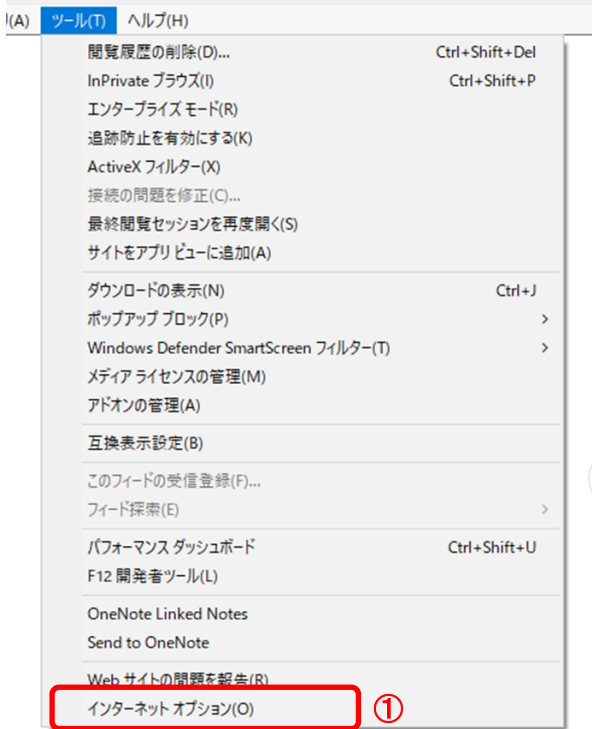 (A) ツール(T) ヘルプ(H)
閲覧履歴の削除(D)... Ctrl+Shift+Del
InPrivate ブラウズ(I) Ctrl+Shift+P
エンタープライズ モード(R)
追跡防止を有効にする(K)
ActiveX フィルター(X)
接続の問題を修正(C)...
最終閲覧セッションを再度開く(S)
サイトをアプリ ビューに追加(A)
ダウンロードの表示(N) Ctrl+J
ポップアップ ブロック(P)
Windows Defender SmartScreen フィルター(T)
メディア ライセンスの管理(M)
アドオンの管理(A)
互換表示設定(B)
このフィードの受信登録(F)...
フィード探索(E)
パフォーマンス ダッシュボード Ctrl+Shift+U
F12 開発者ツール(L)
OneNote Linked Notes
Send to OneNote
Web サイトの問題を報告(R)
インターネット オプション(O) ①